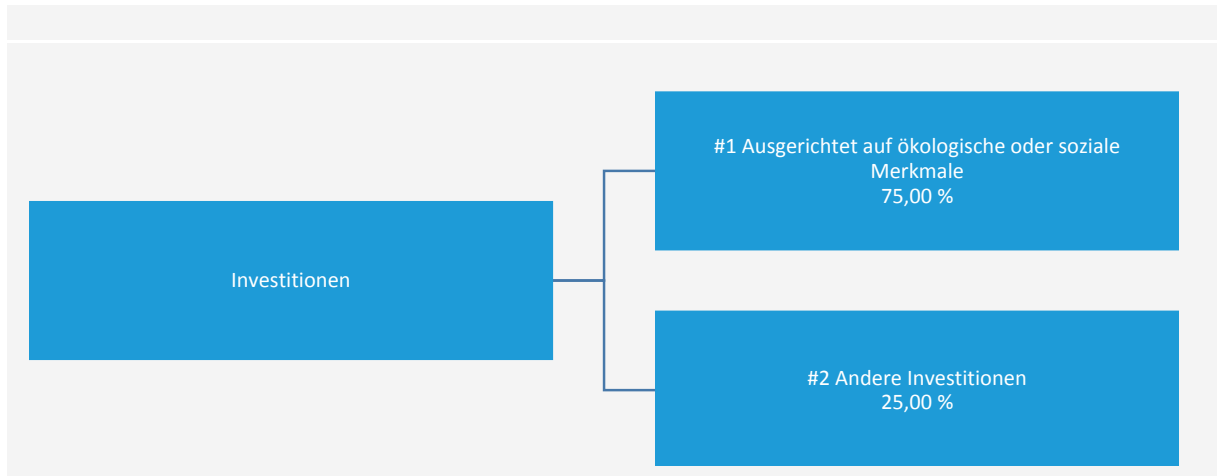 #1 Ausgerichtet auf ökologische oder soziale
Merkmale
75,00 %
Investitionen
#2 Andere Investitionen
25,00 %